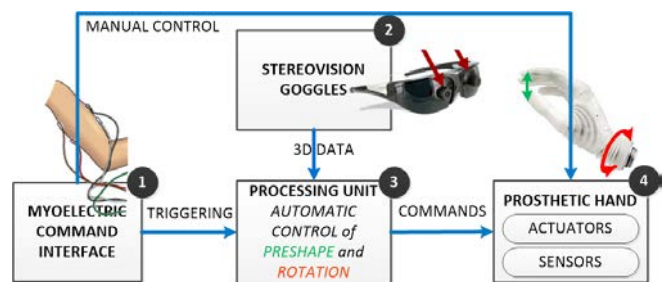 MANUAL CONTROL
2
STEREOVISION
GOGGLES
3D DATA
1
MYOELECTRIC
COMMAND
INTERFACE
TRIGGERING
3
PROCESSING UNIT
AUTOMATIC
CONTROL of
PRESHAPE and
ROTATION
COMMANDS
4
PROSTHETIC HAND
ACTUATORS
SENSORS